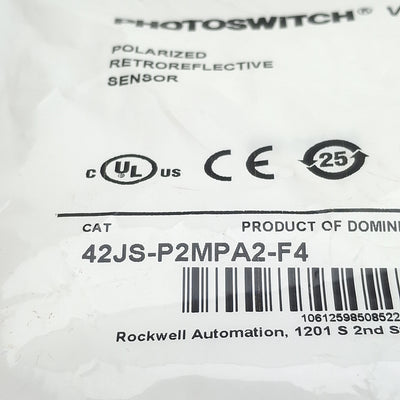 PHOTOSWITCH® V
POLARIZED
RETROREFLECTIVE
SENSOR
C UL US CE 25
CAT PRODUCT OF DOMINI
42JS-P2MPA2-F4
10612598508522
Rockwell Automation, 1201 S 2nd S